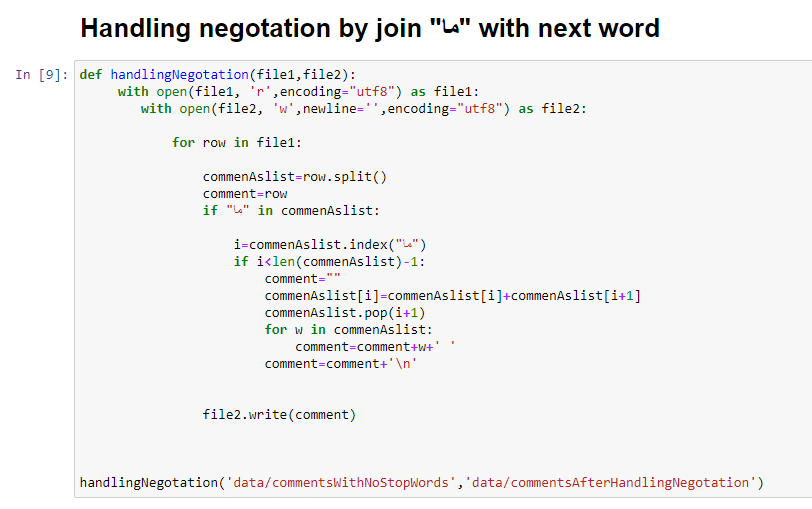 Handling negotation by join "ما" with next word
In [9]: def handlingNegotation(file1,file2):
with open(file1, 'r',encoding="utf8") as file1:
with open(file2, 'w',newline='',encoding="utf8") as file2:
for row in file1:
commenAslist=row.split()
comment=row
if "ما" in commenAslist:
i=commenAslist.index("ما")
if i<len(commenAslist)-1:
comment=""
commenAslist[i]=commenAslist[i]+commenAslist[i+1]
commenAslist.pop(i+1)
for w in commenAslist:
comment=comment+w+' '
comment=comment+'\n'
file2.write(comment)
handlingNegotation('data/commentsWithNoStopWords','data/commentsAfterHandlingNegotation')